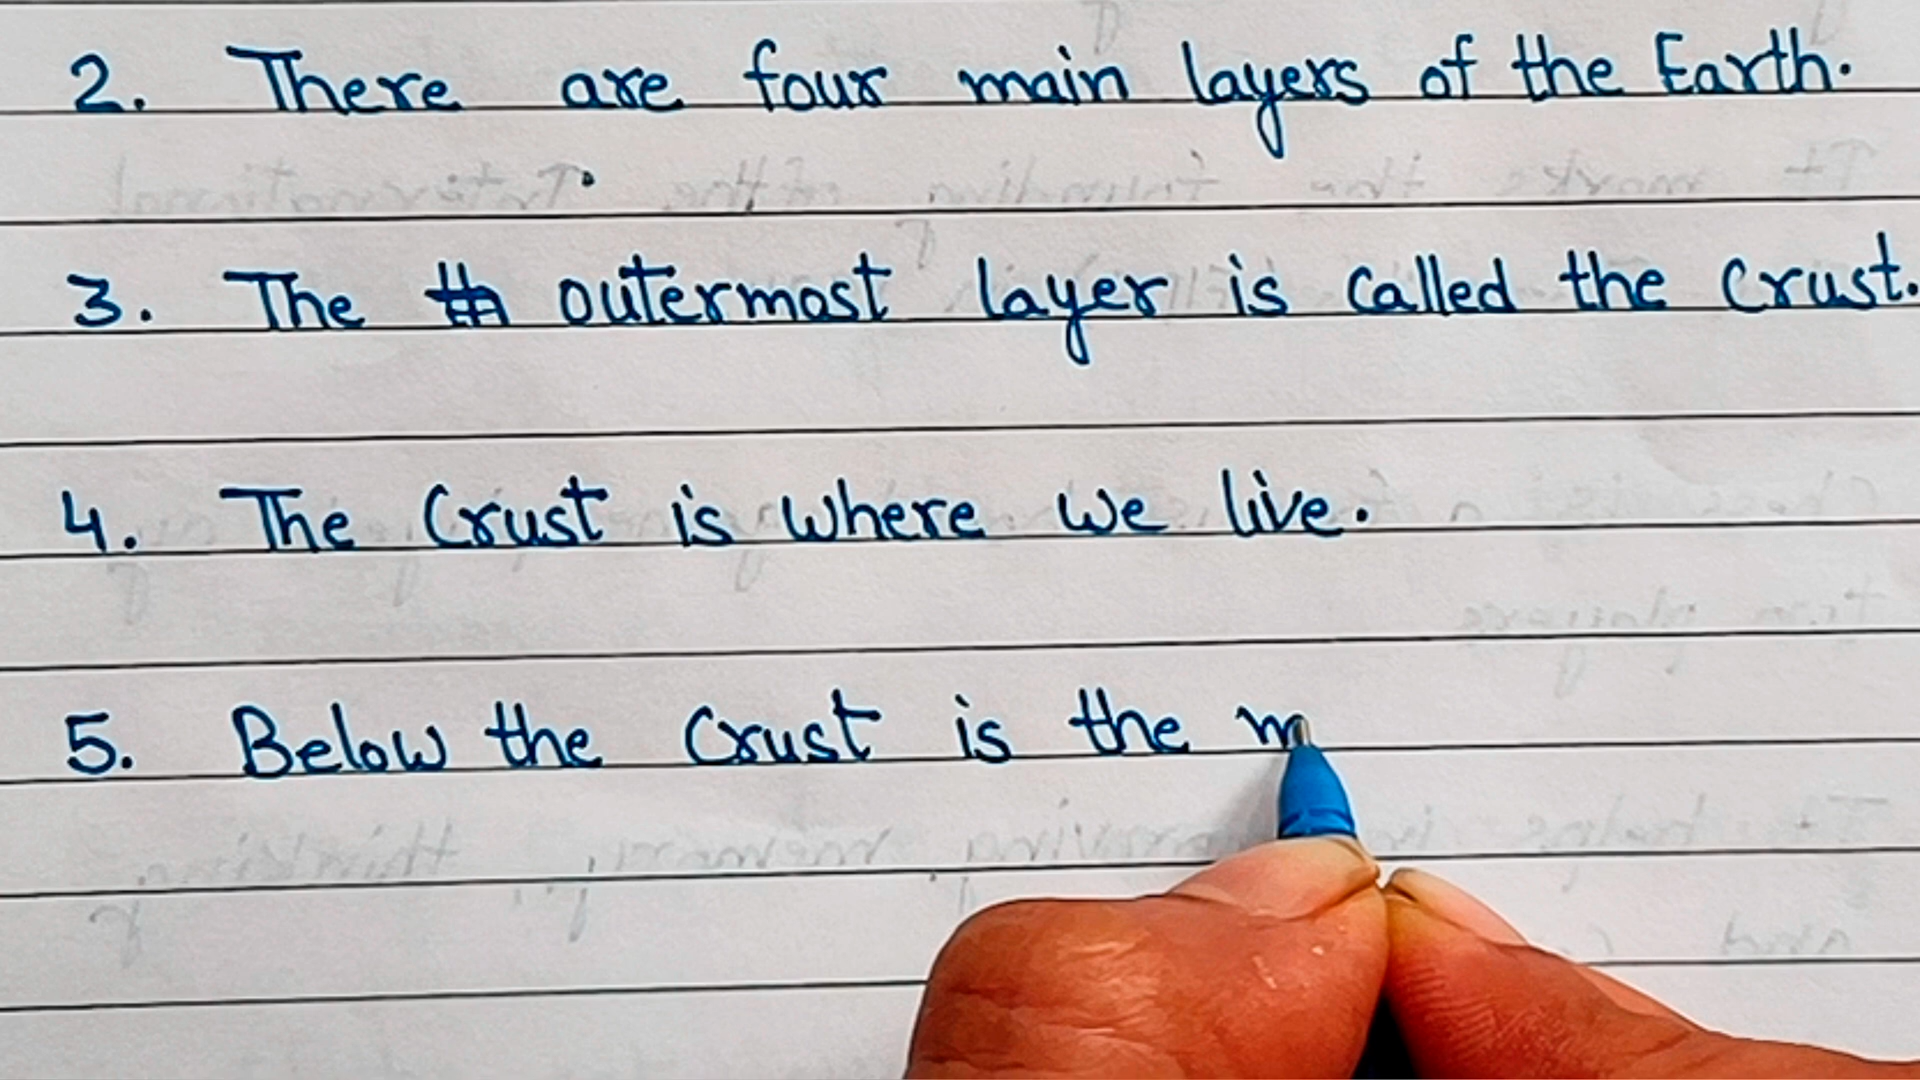 2. There are four main layers of the Earth.
3. The outermost layer is called the Crust.
4. The Crust is where we live.
5. Below the Crust is the m